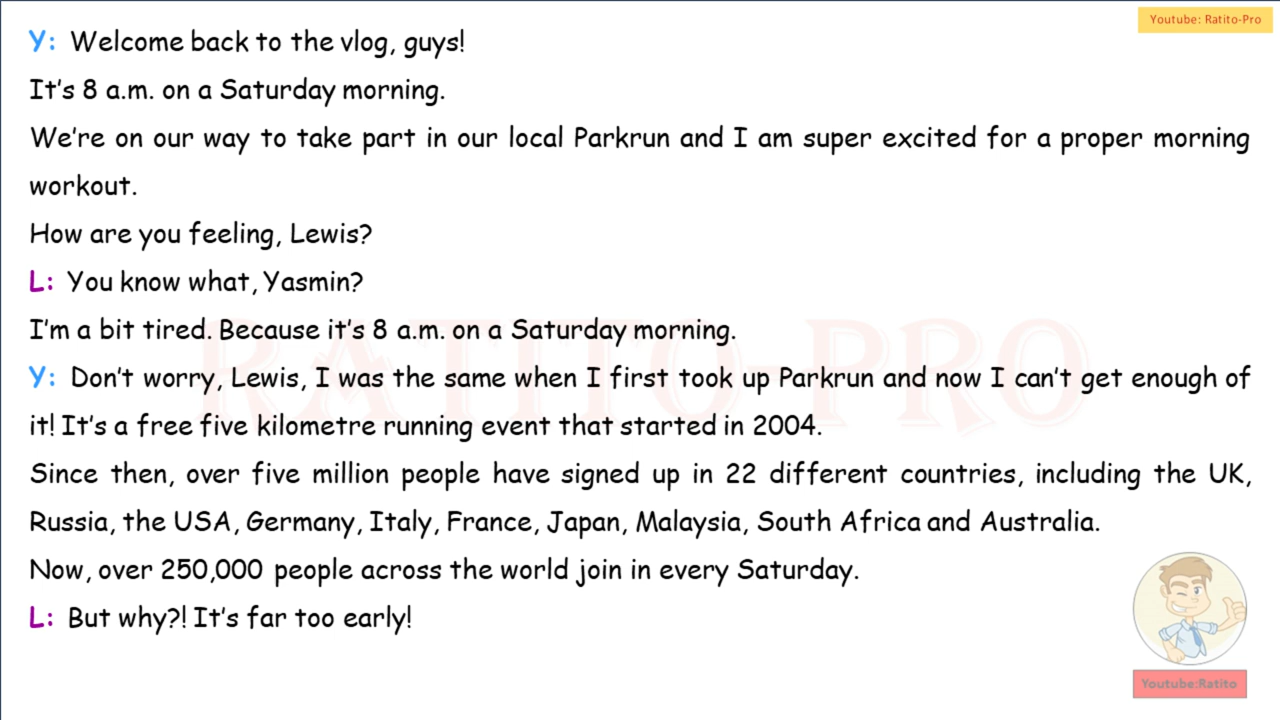 Youtube: Ratito-Pro
Y: Welcome back to the vlog, guys!
It's 8 a.m. on a Saturday morning.
We're on our way to take part in our local Parkrun and I am super excited for a proper morning
workout.
How are you feeling, Lewis?
L: You know what, Yasmin?
I'm a bit tired. Because it's 8 a.m. on a Saturday morning.
RATITO-PRO
Y: Don't worry, Lewis, I was the same when I first took up Parkrun and now I can't get enough of
it! It's a free five kilometre running event that started in 2004.
Since then, over five million people have signed up in 22 different countries, including the UK,
Russia, the USA, Germany, Italy, France, Japan, Malaysia, South Africa and Australia.
Now, over 250,000 people across the world join in every Saturday.
L: But why?! It's far too early!
Youtube:Ratito